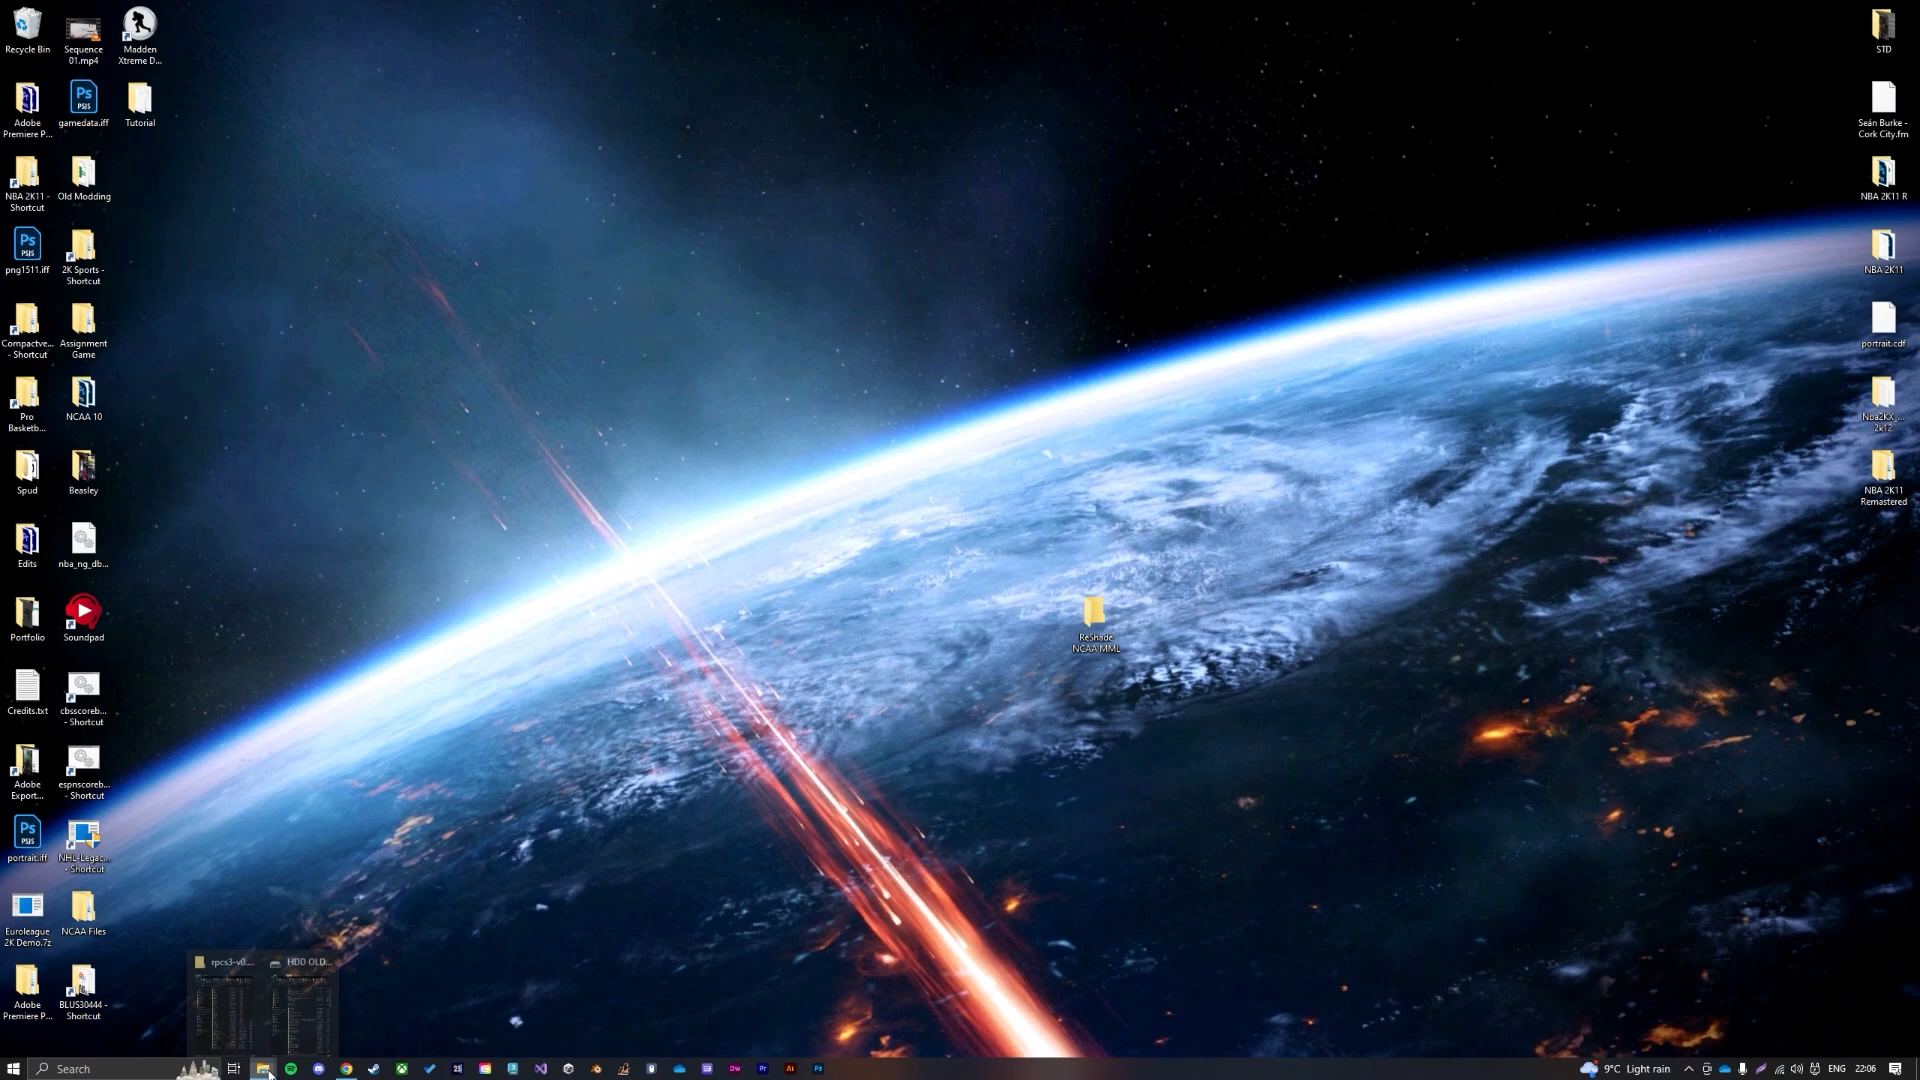 Recycle Bin
Sequence
01.mp4
Madden
Xtreme D...
Adobe
Premiere P...
gamedata.iff
Tutorial
NBA 2K11 -
Shortcut
Old Modding
png1511.iff
2K Sports -
Shortcut
Compactve...
- Shortcut
Assignment
Game
Pro
Basketb...
NCAA 10
Spud
Beasley
Edits
nba_ng_db...
Portfolio
Soundpad
Credits.txt
cbsscoreb...
- Shortcut
Adobe
Export...
espnscoreb...
- Shortcut
portrait.iff
NHL-Legac...
- Shortcut
Euroleague
2K Demo.7z
NCAA Files
Adobe
Premiere P...
BLUS30444 -
Shortcut
ReShade
NCAA MML
STD
Seán Burke -
Cork City.fm
NBA 2K11 R
NBA 2K11
portrait.cdf
Nba2KX_...
2k12
NBA 2K11
Remastered
rpcs3-v0....
HDD OLD...
Search
9°C Light rain
ENG
22:06